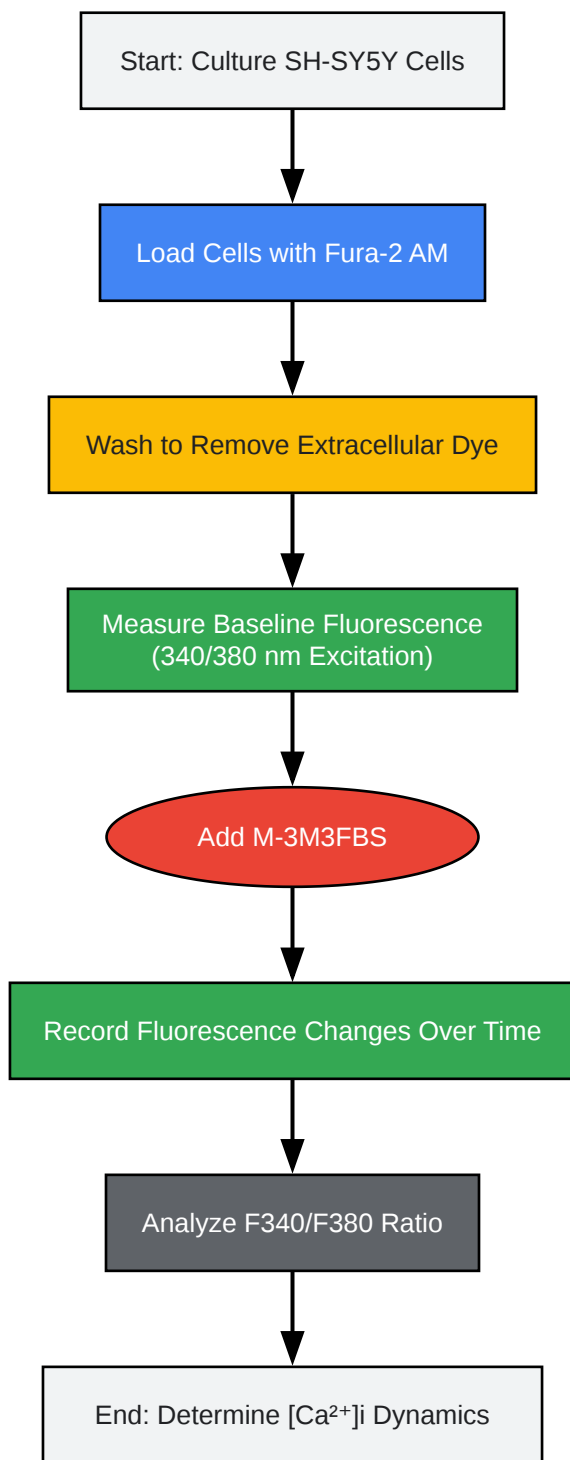 Start: Culture SH-SY5Y Cells
Load Cells with Fura-2 AM
Wash to Remove Extracellular Dye
Measure Baseline Fluorescence
(340/380 nm Excitation)
Add M-3M3FBS
Record Fluorescence Changes Over Time
Analyze F340/F380 Ratio
End: Determine [Ca²⁺]i Dynamics